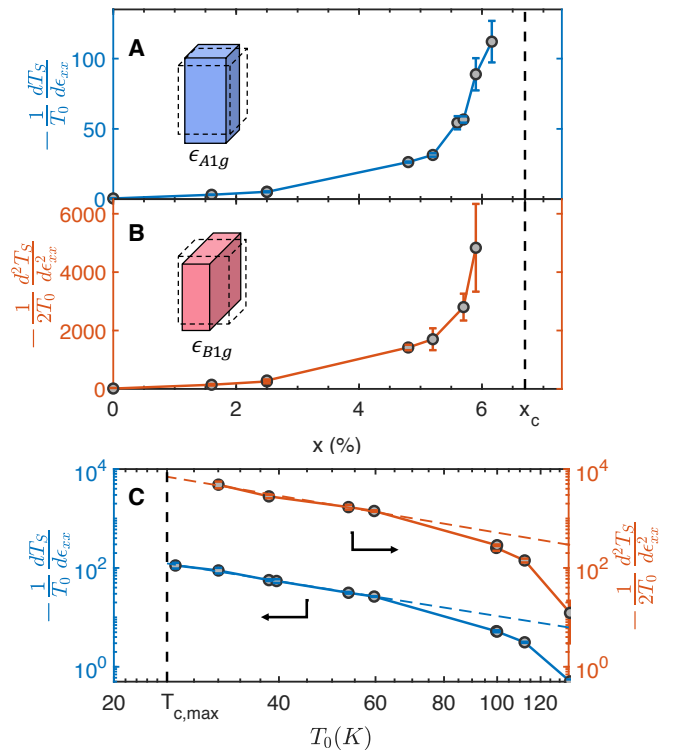 A
100
50
0
$-\frac{1}{T_0}\frac{dT_S}{d\epsilon_{xx}}$
$\epsilon_{A1g}$
B
6000
4000
2000
0
$-\frac{1}{2T_0}\frac{d^2T_S}{d\epsilon_{xx}^2}$
$\epsilon_{B1g}$
0 2 4 6 x_c
x (%)
C
10^4
10^2
10^0
$-\frac{1}{T_0}\frac{dT_S}{d\epsilon_{xx}}$
10^4
10^2
10^0
$-\frac{1}{2T_0}\frac{d^2T_S}{d\epsilon_{xx}^2}$
20 T_{c,max} 40 60 80 100 120
$T_0(K)$